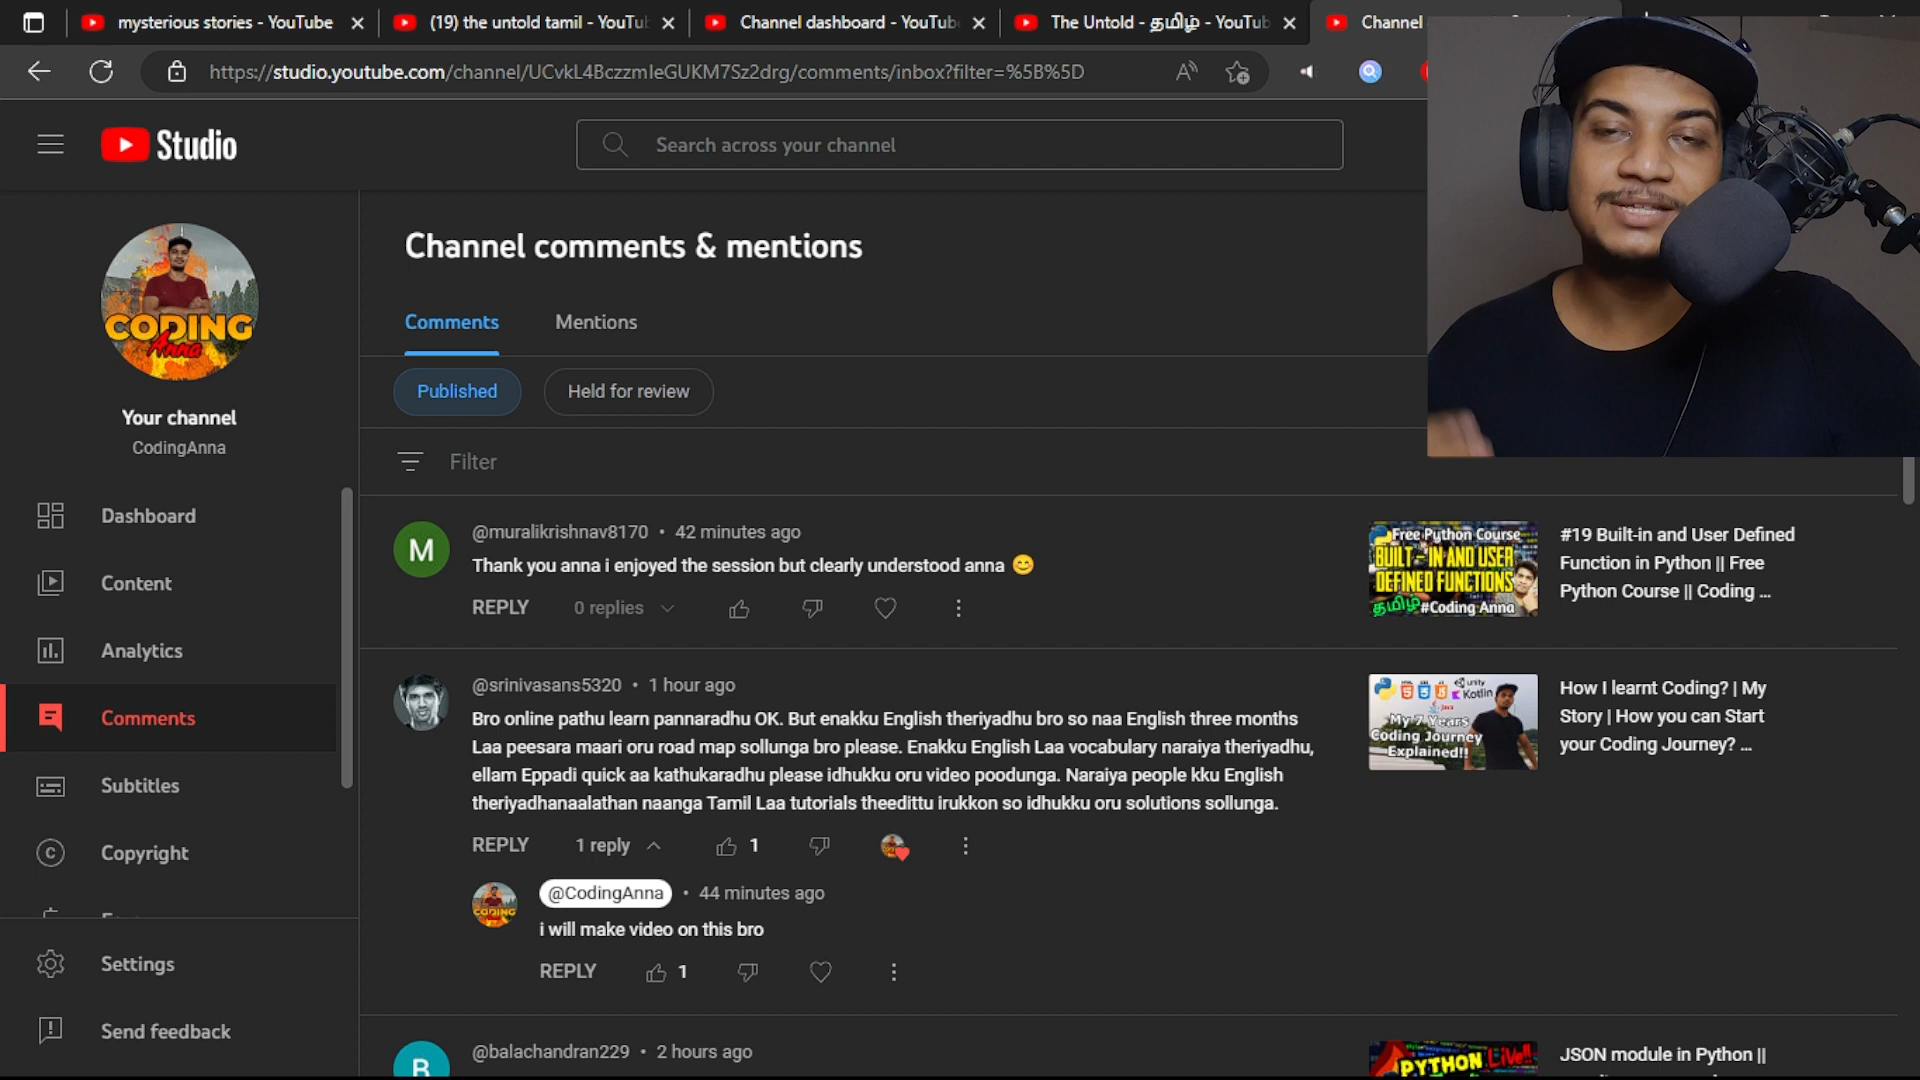 mysterious stories - YouTube
(19) the untold tamil - YouTu
Channel dashboard - YouTub
The Untold - தமிழ் - YouTub
Channel
https://studio.youtube.com/channel/UCvkL4BczzmIeGUKM7Sz2drg/comments/inbox?filter=%5B%5D
Studio
Search across your channel
CODING
Anna
Your channel
CodingAnna
Dashboard
Content
Analytics
Comments
Subtitles
Copyright
Settings
Send feedback
Channel comments & mentions
Comments
Mentions
Published
Held for review
Filter
M
@muralikrishnav8170 • 42 minutes ago
Thank you anna i enjoyed the session but clearly understood anna 😊
REPLY
0 replies
Free Python Course
BUILT - IN AND USER
DEFINED FUNCTIONS
தமிழ் #Coding Anna
#19 Built-in and User Defined
Function in Python || Free
Python Course || Coding ...
@srinivasans5320 • 1 hour ago
Bro online pathu learn pannaradhu OK. But enakku English theriyadhu bro so naa English three months
Laa peesara maari oru road map sollunga bro please. Enakku English Laa vocabulary naraiya theriyadhu,
ellam Eppadi quick aa kathukaradhu please idhukku oru video poodunga. Naraiya people kku English
theriyadhanaalathan naanga Tamil Laa tutorials theedittu irukkon so idhukku oru solutions sollunga.
REPLY
1 reply
1
unity
Kotlin
Java
My 7 Years
Coding Journey
Explained!!
How I learnt Coding? | My
Story | How you can Start
your Coding Journey? ...
CODING
@CodingAnna • 44 minutes ago
i will make video on this bro
REPLY
1
B
@balachandran229 • 2 hours ago
PYTHON LIVE!!
JSON module in Python ||